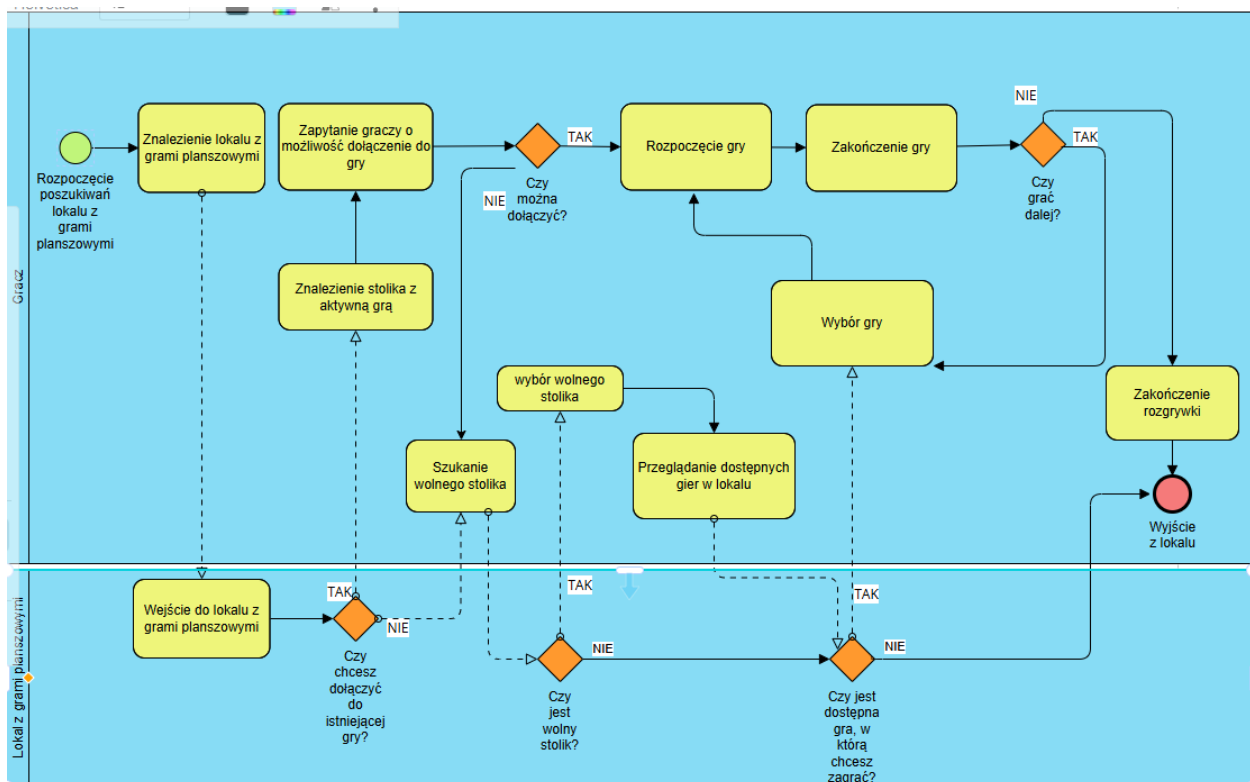 Helvetica
Gracz
Rozpoczęcie
poszukiwań
lokalu z
grami
planszowymi
Znalezienie lokalu z
grami planszowymi
Zapytanie graczy o
możliwość dołączenie do
gry
Czy
można
dołączyć?
TAK
NIE
Rozpoczęcie gry
Zakończenie gry
NIE
TAK
Czy
grać
dalej?
Znalezienie stolika z
aktywną grą
Wybór gry
wybór wolnego
stolika
Zakończenie
rozgrywki
Szukanie
wolnego stolika
Przeglądanie dostępnych
gier w lokalu
Wyjście
z lokalu
Lokal z grami planszowymi
Wejście do lokalu z
grami planszowymi
TAK
NIE
Czy
chcesz
dołączyć
do
istniejącej
gry?
TAK
NIE
Czy
jest
wolny
stolik?
TAK
NIE
Czy jest
dostępna
gra, w
którą
chcesz
zagrać?